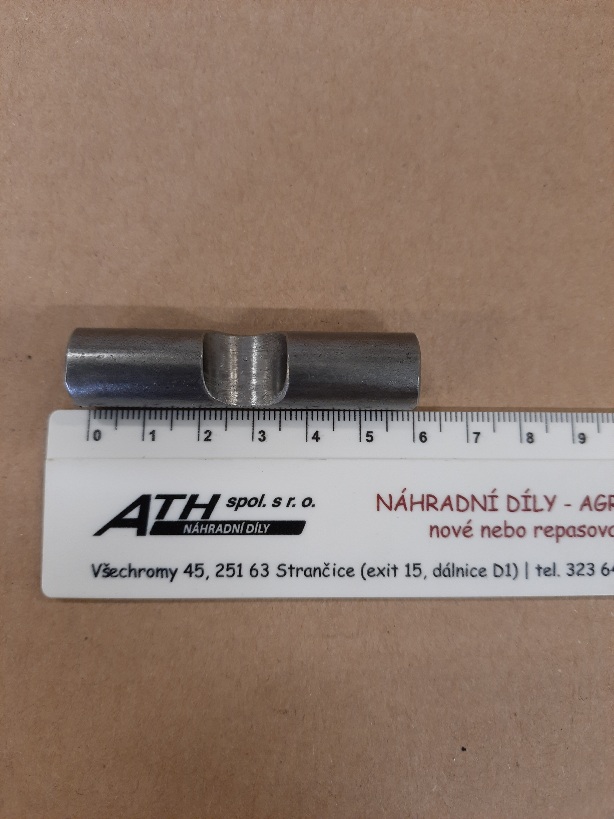 0 1 2 3 4 5 6 7 8 9
ATH spol. s r. o.
NÁHRADNÍ DÍLY
NÁHRADNÍ DÍLY - AGR
nové nebo repasova
Všechromy 45, 251 63 Strančice (exit 15, dálnice D1) | tel. 323 64